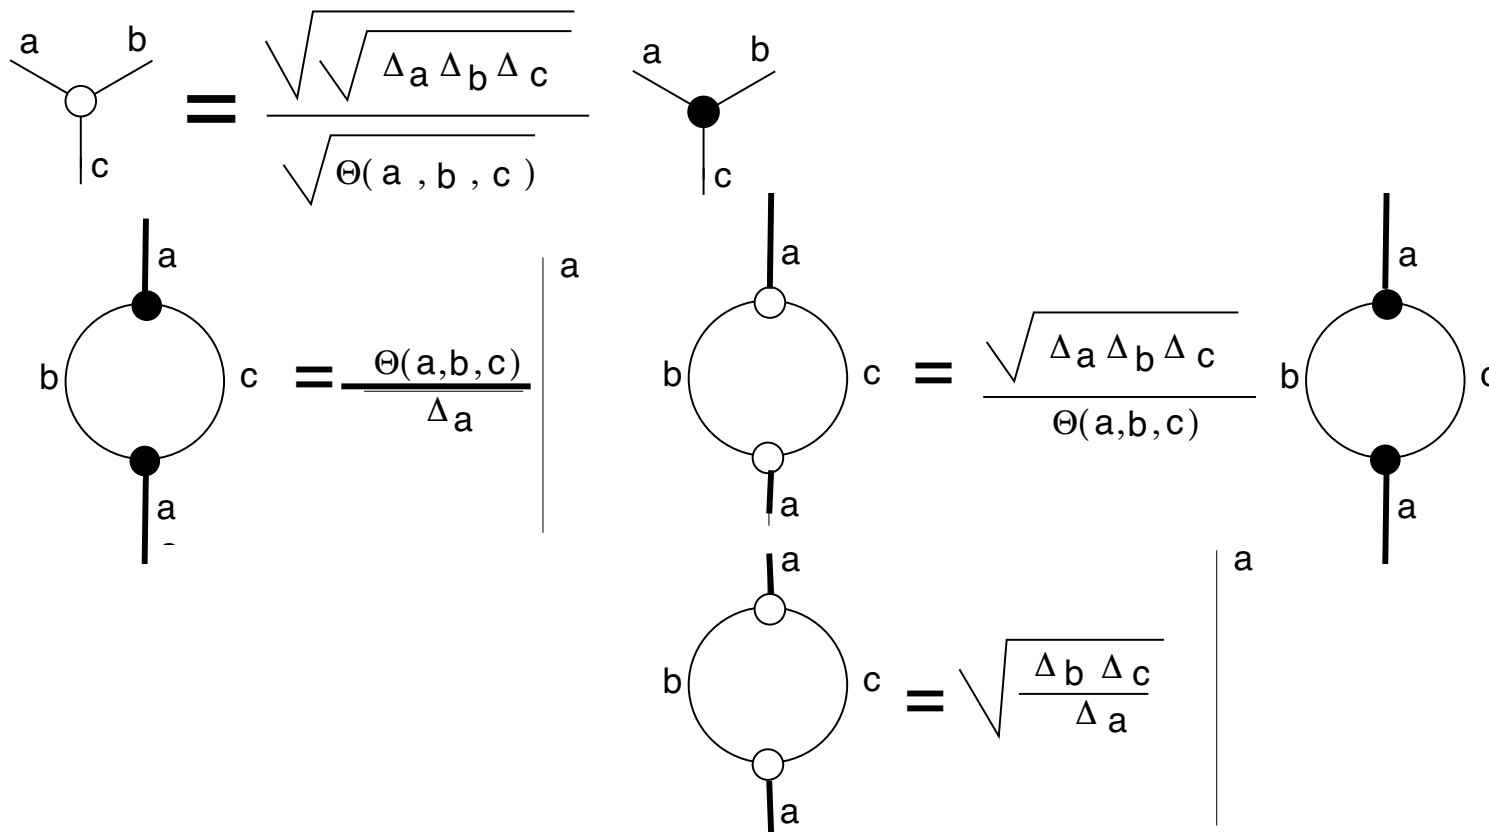 a b = √√Δa Δb Δc a b
c √Θ(a,b,c) c
a a a a
b c = Θ(a,b,c) b c = √Δa Δb Δc b c
Δa Θ(a,b,c)
a a a
a a
b c = √Δb Δc
Δa
a